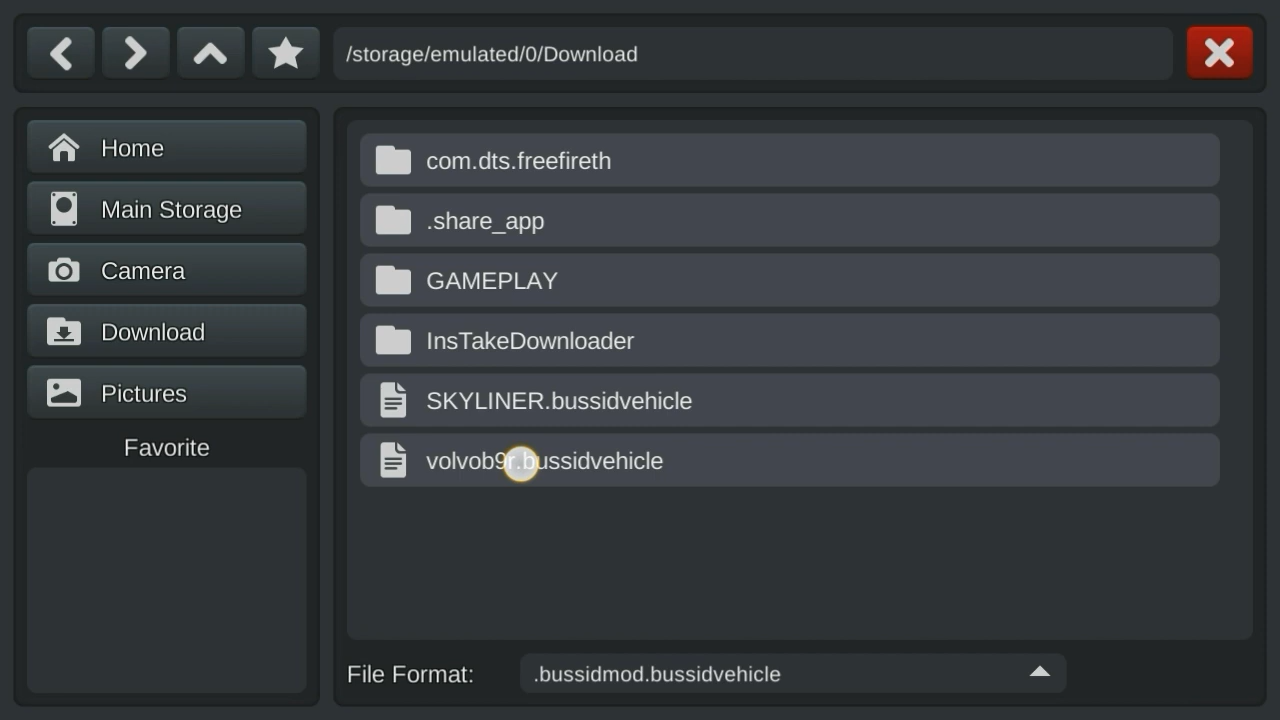 /storage/emulated/0/Download
Home
Main Storage
Camera
Download
Pictures
Favorite
com.dts.freefireth
.share_app
GAMEPLAY
InsTakeDownloader
SKYLINER.bussidvehicle
volvob9r.bussidvehicle
File Format:
.bussidmod.bussidvehicle